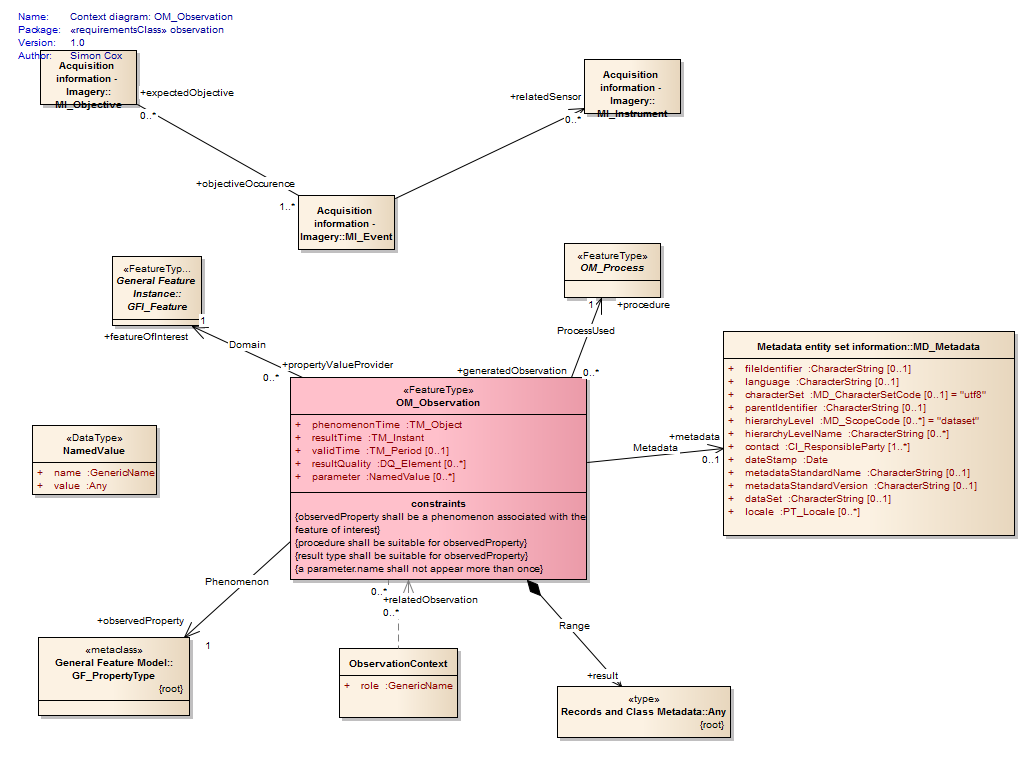 Name: Context diagram: OM_Observation
Package: «requirementsClass» observation
Version: 1.0
Author: Simon Cox
Acquisition
information -
Imagery::
MI_Objective
+expectedObjective
0..*
Acquisition
information -
Imagery::
MI_Instrument
+relatedSensor
0..*
+objectiveOccurence
1..*
Acquisition
information -
Imagery::MI_Event
«FeatureTyp...
General Feature
Instance::
GFI_Feature
1
+featureOfInterest
Domain
+propertyValueProvider
0..*
«FeatureType»
OM_Process
1
+procedure
ProcessUsed
+generatedObservation
0..*
Metadata entity set information::MD_Metadata
+ fileIdentifier :CharacterString [0..1]
+ language :CharacterString [0..1]
+ characterSet :MD_CharacterSetCode [0..1] = "utf8"
+ parentIdentifier :CharacterString [0..1]
+ hierarchyLevel :MD_ScopeCode [0..*] = "dataset"
+ hierarchyLevelName :CharacterString [0..*]
+ contact :CI_ResponsibleParty [1..*]
+ dateStamp :Date
+ metadataStandardName :CharacterString [0..1]
+ metadataStandardVersion :CharacterString [0..1]
+ dataSet :CharacterString [0..1]
+ locale :PT_Locale [0..*]
«FeatureType»
OM_Observation
+ phenomenonTime :TM_Object
+ resultTime :TM_Instant
+ validTime :TM_Period [0..1]
+ resultQuality :DQ_Element [0..*]
+ parameter :NamedValue [0..*]
constraints
{observedProperty shall be a phenomenon associated with the
feature of interest}
{procedure shall be suitable for observedProperty}
{result type shall be suitable for observedProperty}
{a parameter.name shall not appear more than once}
+metadata
Metadata
0..1
«DataType»
NamedValue
+ name :GenericName
+ value :Any
Phenomenon
+observedProperty
1
«metaclass»
General Feature Model::
GF_PropertyType
{root}
0..*
+relatedObservation
0..*
ObservationContext
+ role :GenericName
Range
+result
«type»
Records and Class Metadata::Any
{root}